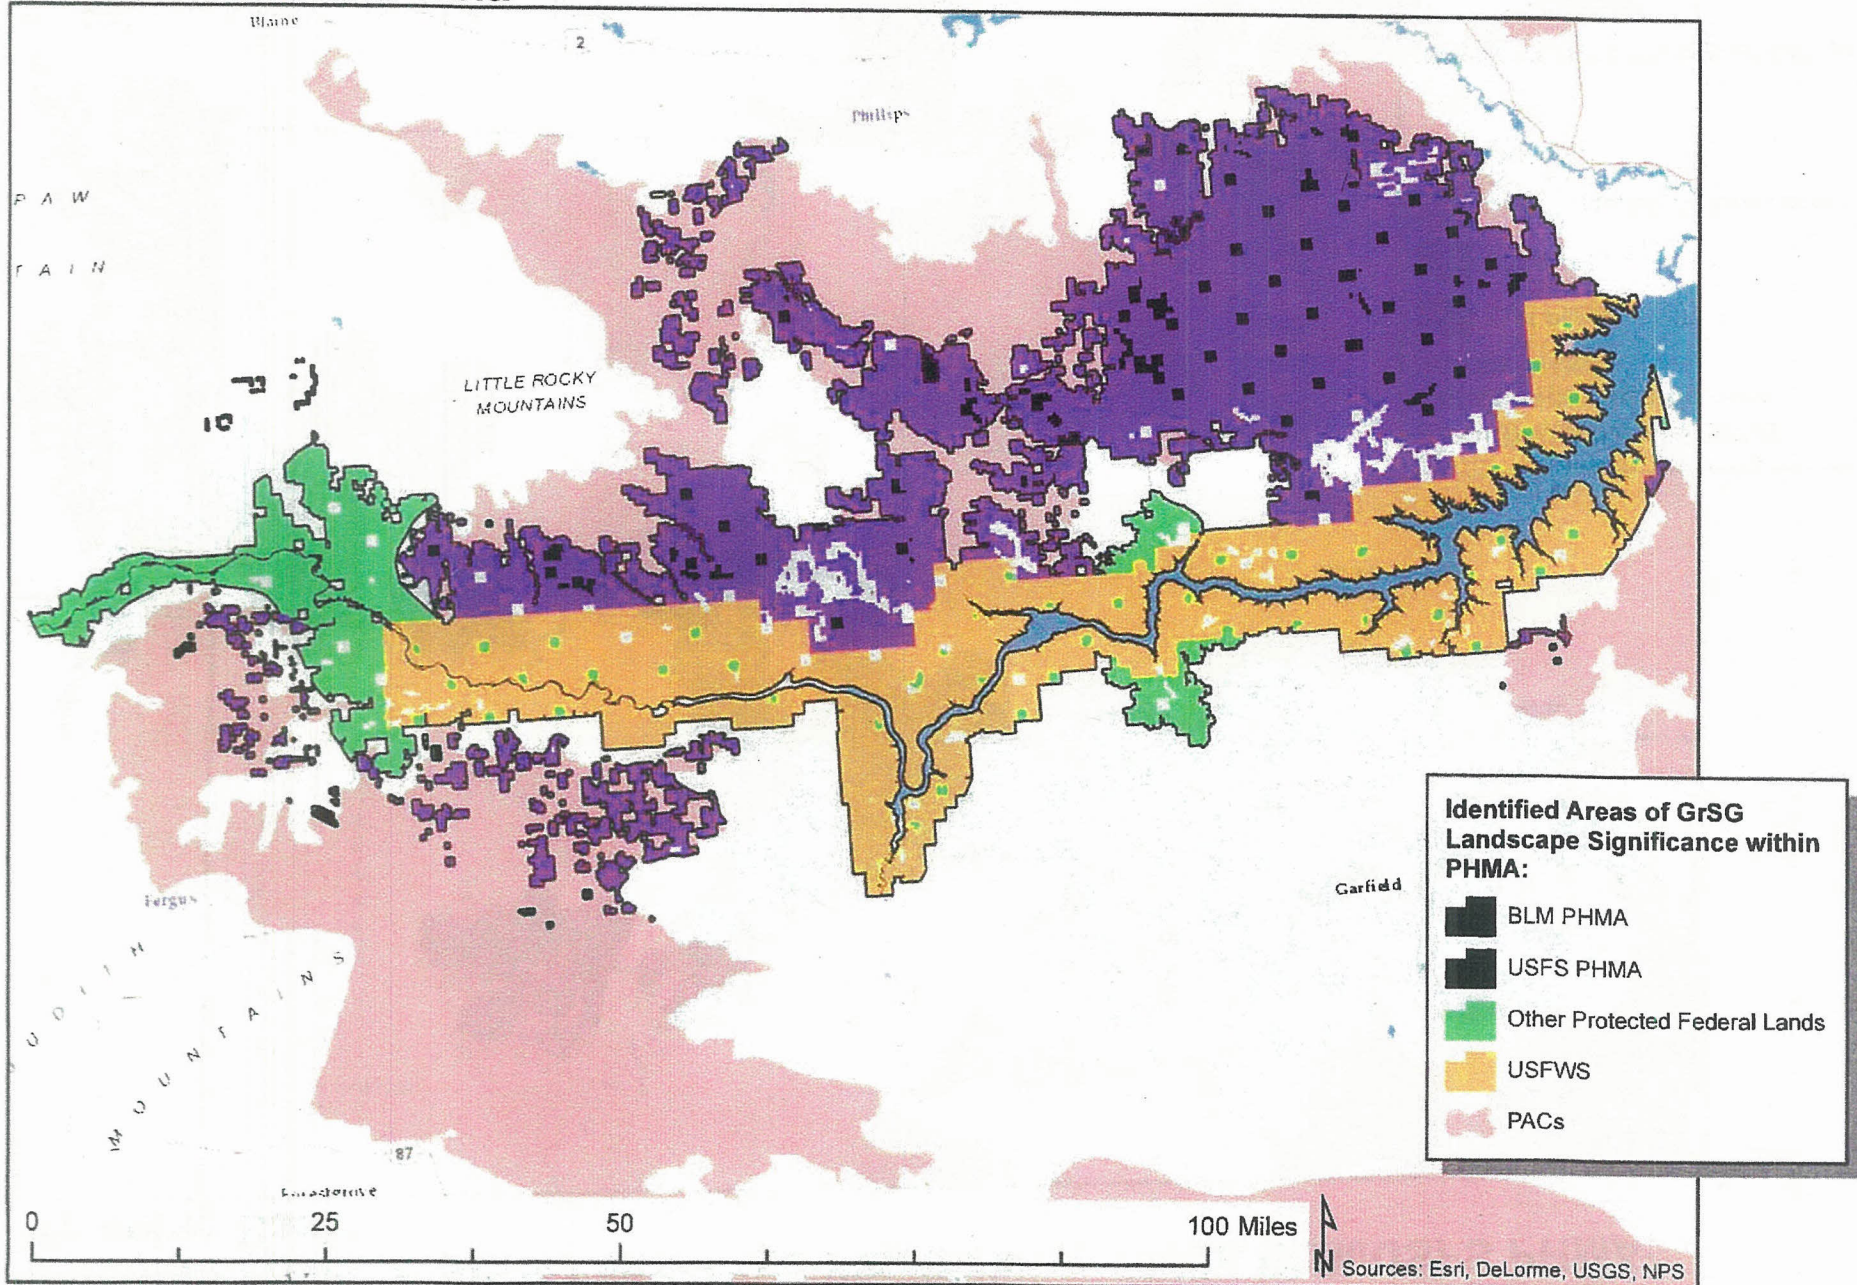 Blaine
2
Phillips
P A W
T A I N
LITTLE ROCKY
MOUNTAINS
Identified Areas of GrSG
Landscape Significance within
PHMA:
BLM PHMA
USFS PHMA
Other Protected Federal Lands
USFWS
PACs
Garfield
Fergus
U D I T H
M O U N T A I N S
87
0
25
50
100 Miles
N
Sources: Esri, DeLorme, USGS, NPS